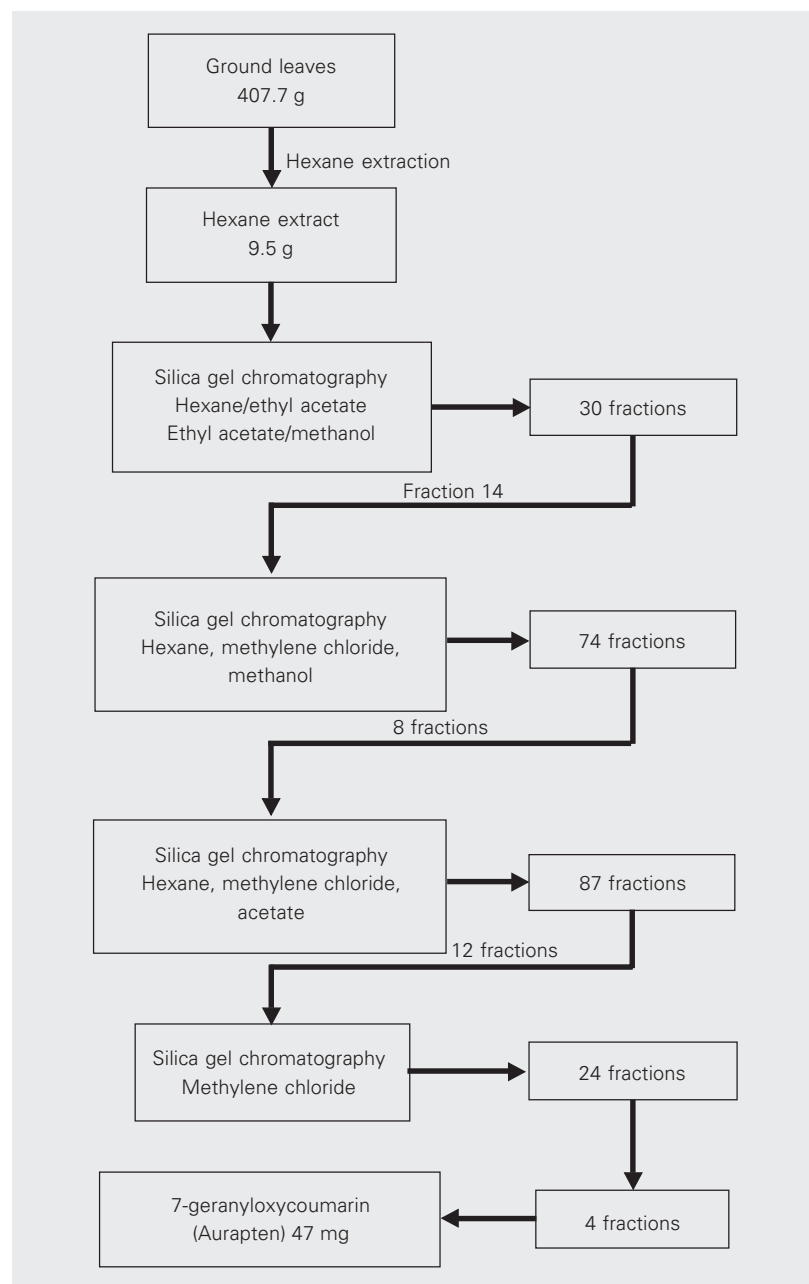 Ground leaves
407.7 g
Hexane extraction
Hexane extract
9.5 g
Silica gel chromatography
Hexane/ethyl acetate
Ethyl acetate/methanol
30 fractions
Fraction 14
Silica gel chromatography
Hexane, methylene chloride,
methanol
74 fractions
8 fractions
Silica gel chromatography
Hexane, methylene chloride,
acetate
87 fractions
12 fractions
Silica gel chromatography
Methylene chloride
24 fractions
7-geranyloxycoumarin
(Aurapten) 47 mg
4 fractions